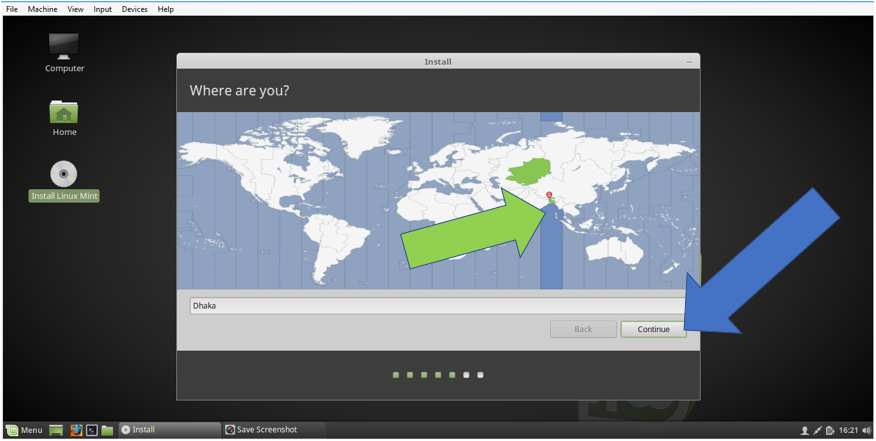 File Machine View Input Devices Help
Computer
Home
Install Linux Mint
Install
Where are you?
Dhaka
Back Continue
Menu Install Save Screenshot 16:21